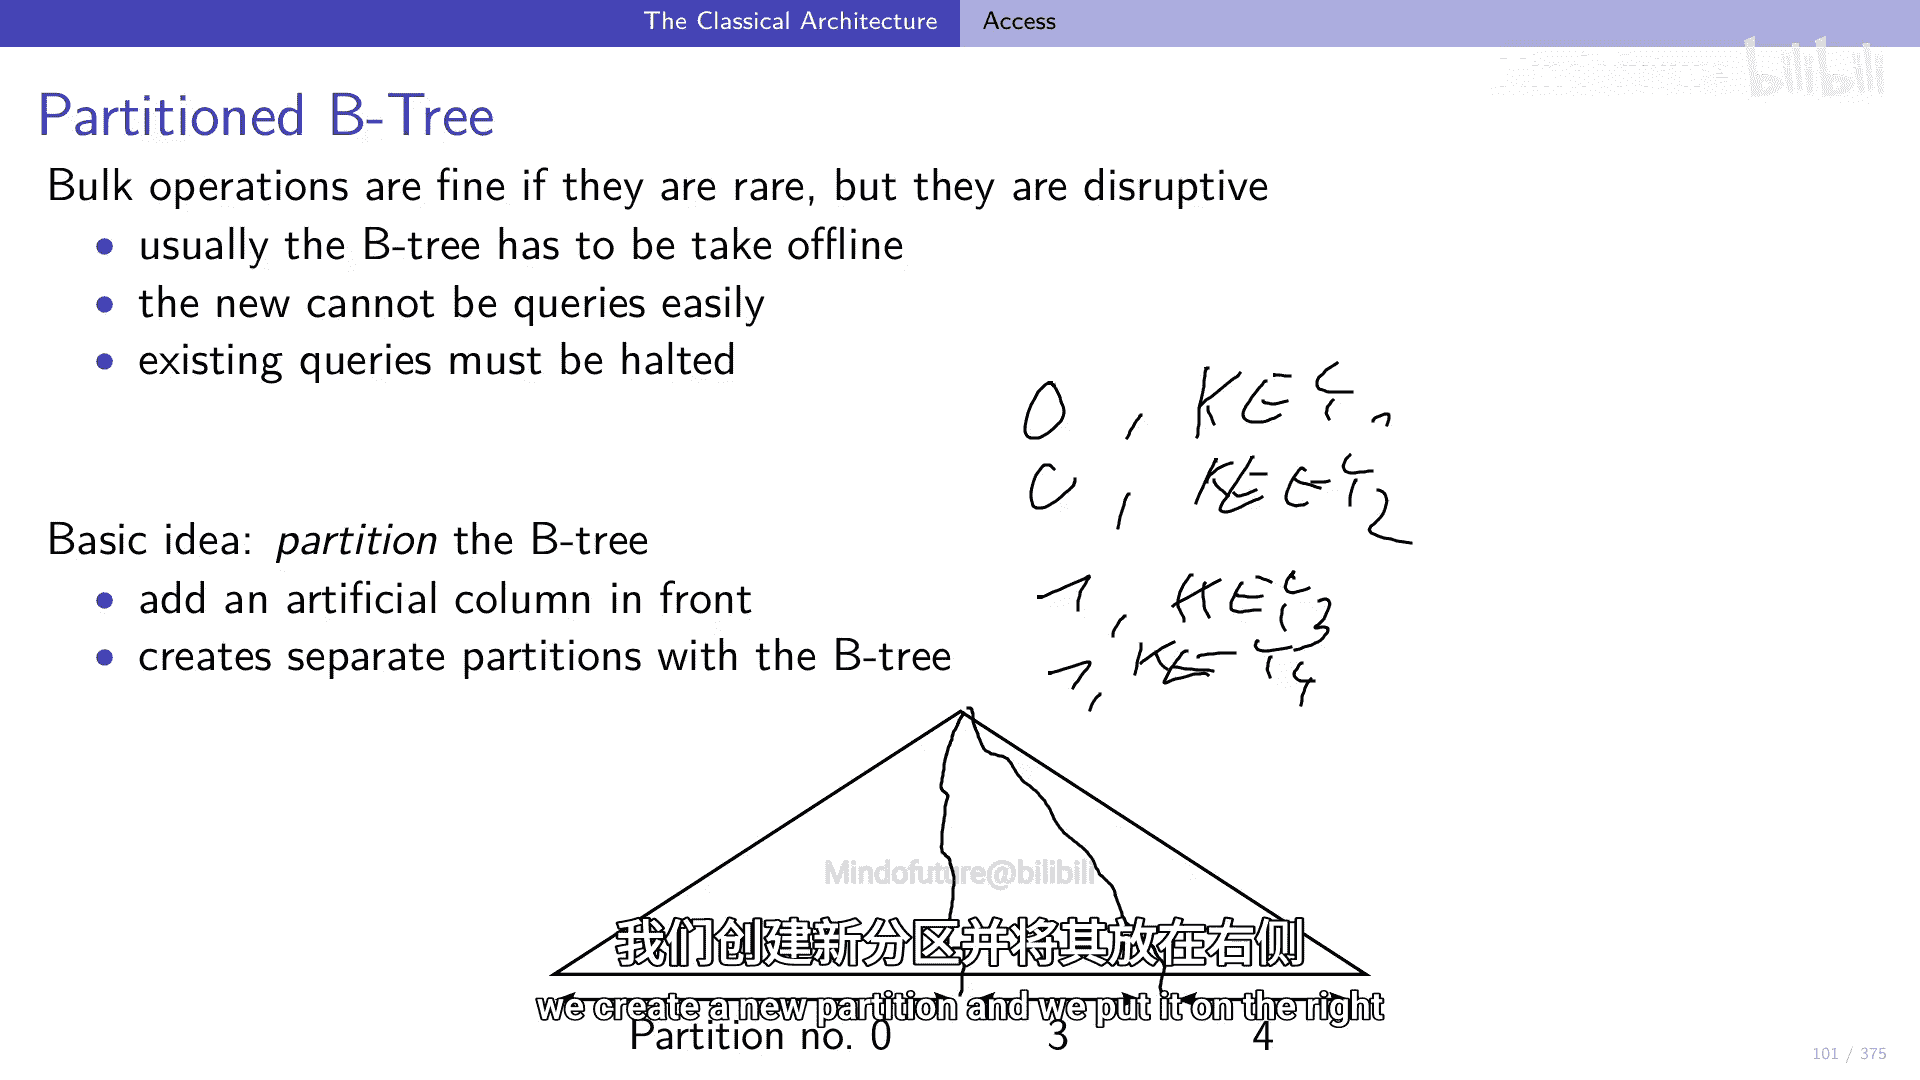 The Classical Architecture Access
bilibili
Partitioned B-Tree
Bulk operations are fine if they are rare, but they are disruptive
usually the B-tree has to be take offline
the new cannot be queries easily
existing queries must be halted
0, KEY1
0, KEEY2
Basic idea: partition the B-tree
add an artificial column in front
1, KEY3
creates separate partitions with the B-tree
1, KEY4
Mindofuture@bilibili
我们创建新分区并将其放在右侧
we create a new partition and we put it on the right
Partition no. 0 3 4
101 / 375